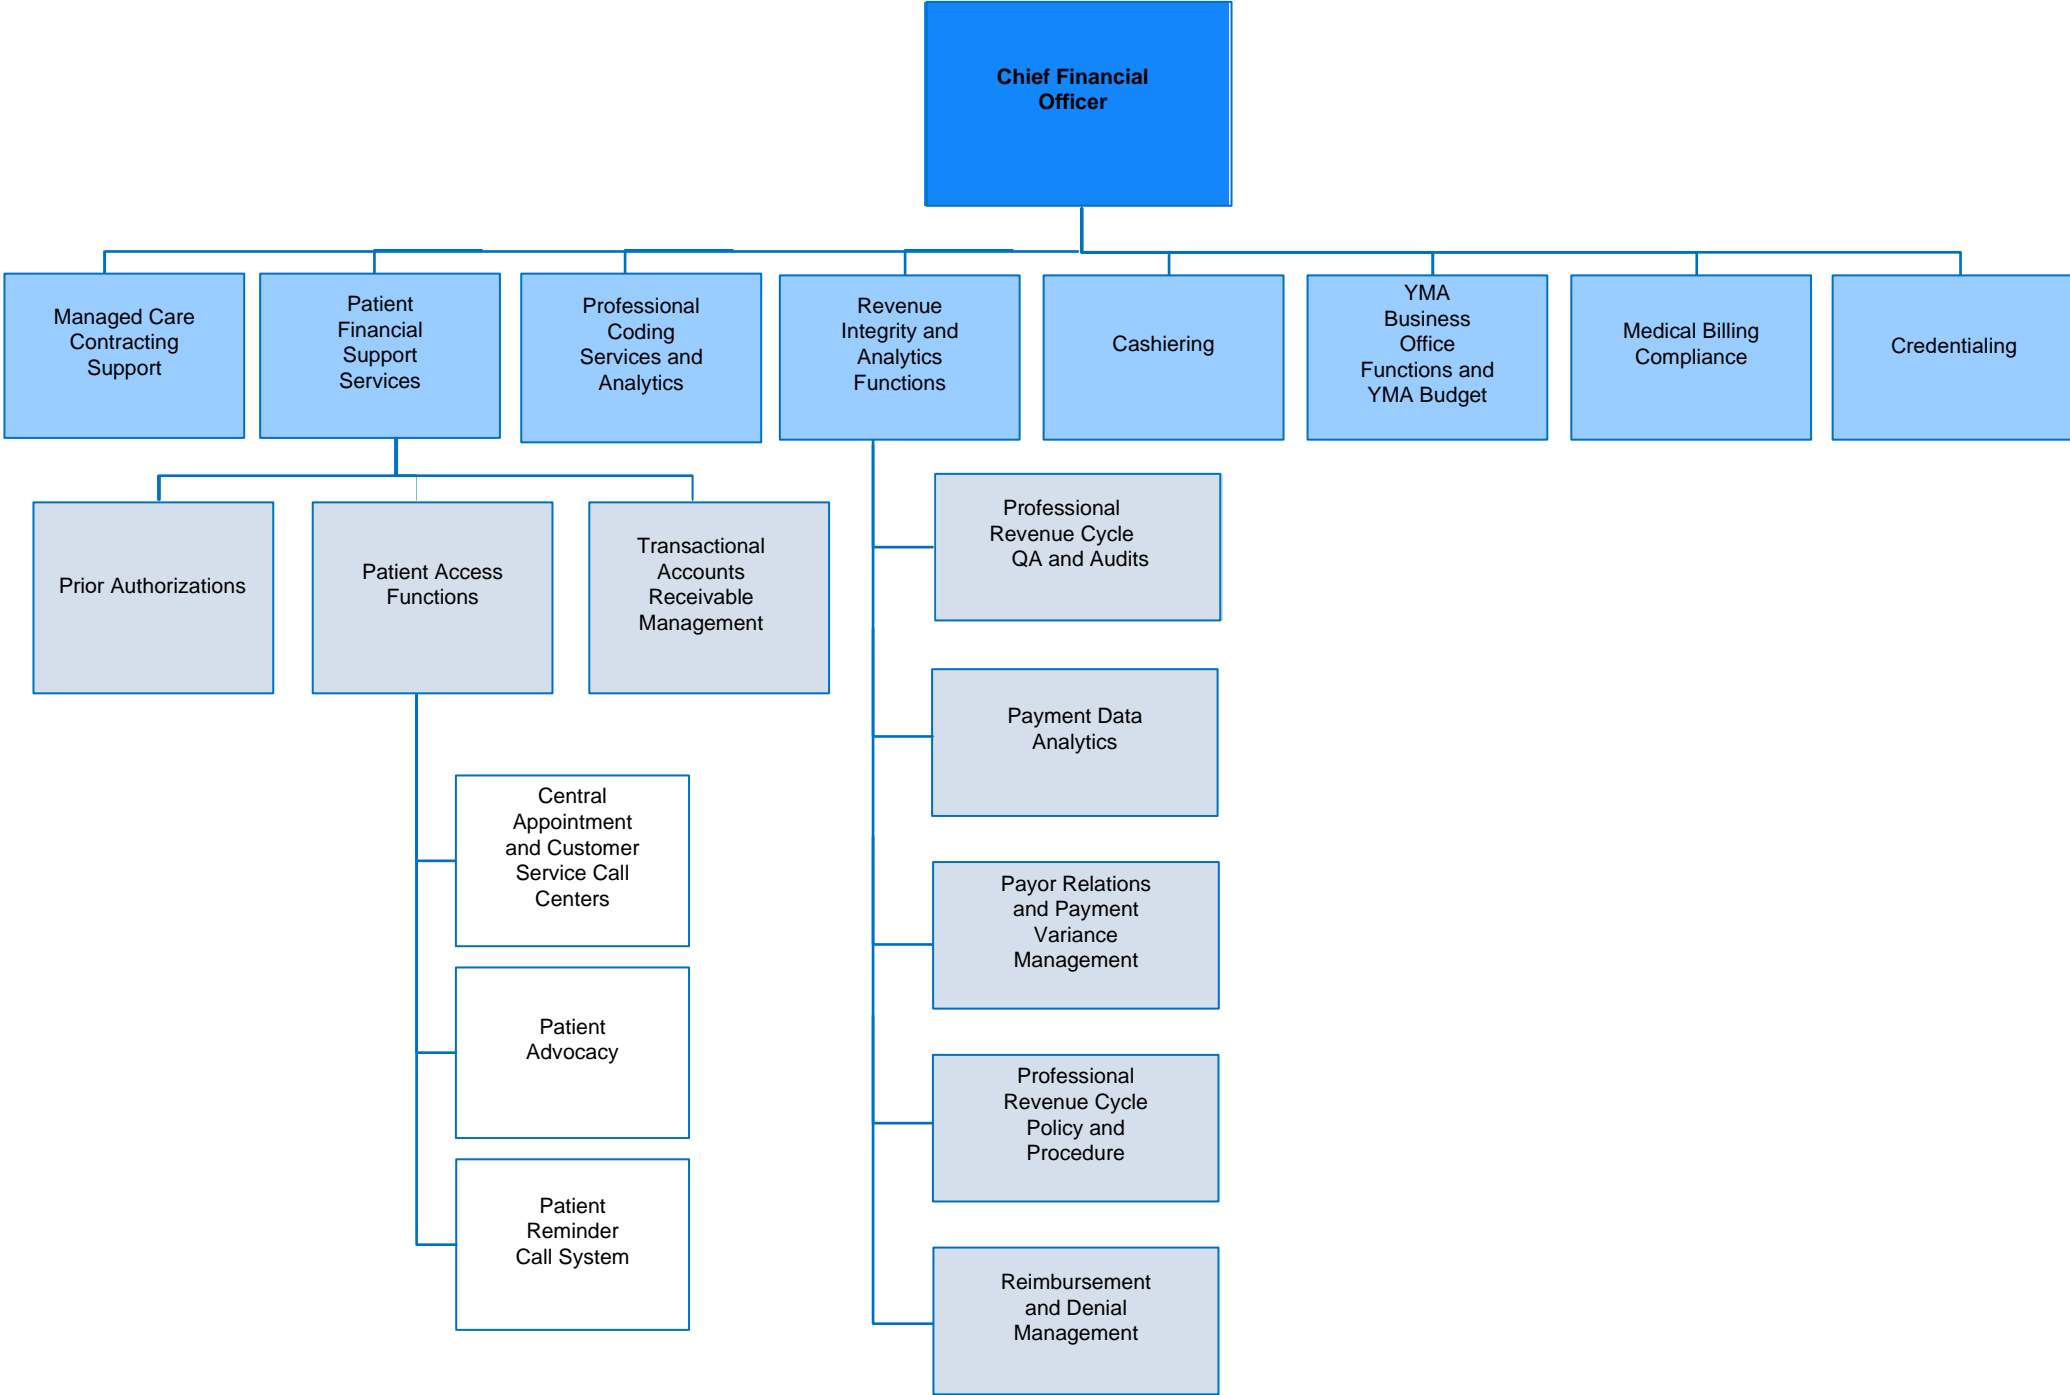 Chief Financial
Officer
Managed Care
Contracting
Support
Patient
Financial
Support
Services
Professional
Coding
Services and
Analytics
Revenue
Integrity and
Analytics
Functions
Cashiering
YMA
Business
Office
Functions and
YMA Budget
Medical Billing
Compliance
Credentialing
Prior Authorizations
Patient Access
Functions
Transactional
Accounts
Receivable
Management
Professional
Revenue Cycle
QA and Audits
Payment Data
Analytics
Central
Appointment
and Customer
Service Call
Centers
Payor Relations
and Payment
Variance
Management
Patient
Advocacy
Professional
Revenue Cycle
Policy and
Procedure
Patient
Reminder
Call System
Reimbursement
and Denial
Management